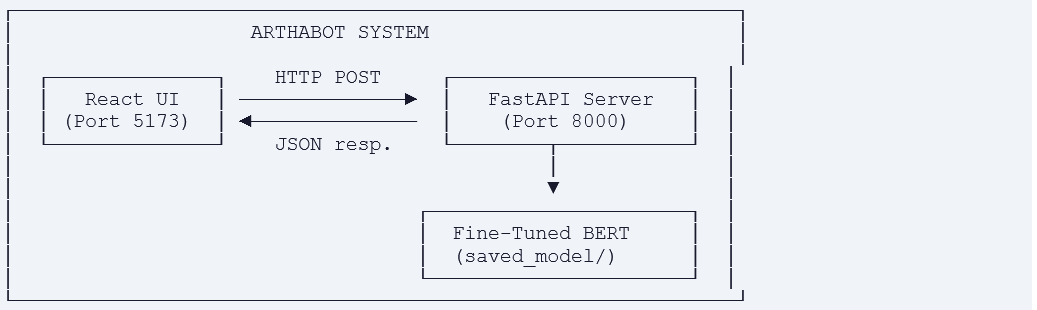 ARTHABOT SYSTEM
HTTP POST
React UI
(Port 5173)
FastAPI Server
(Port 8000)
JSON resp.
Fine-Tuned BERT
(saved_model/)